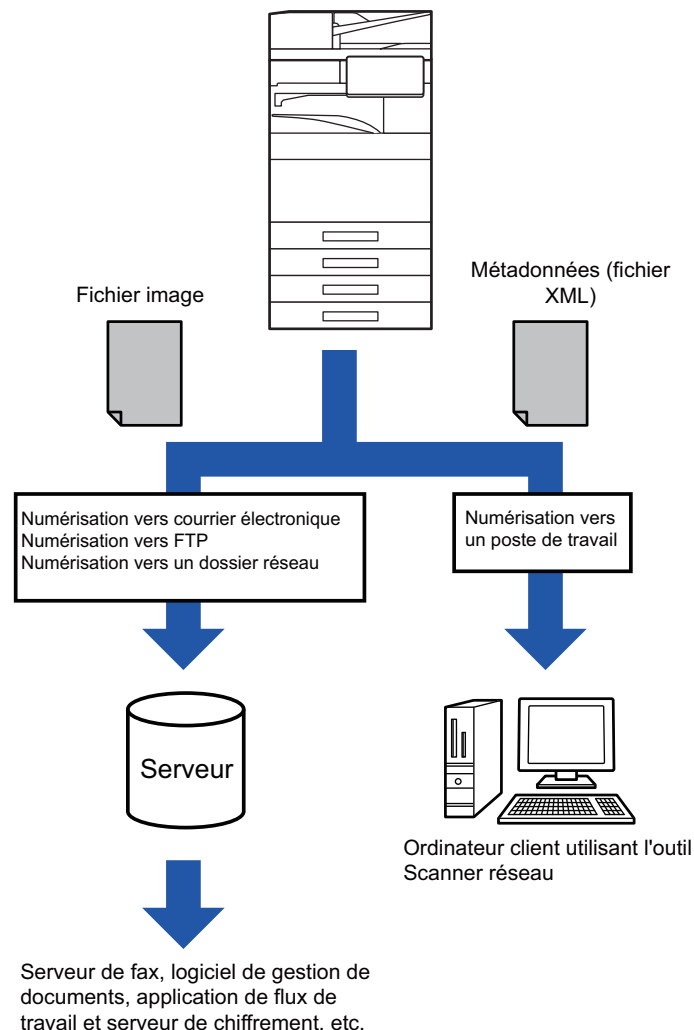 Fichier image
Métadonnées (fichier
XML)
Numérisation vers courrier électronique
Numérisation vers FTP
Numérisation vers un dossier réseau
Numérisation vers
un poste de travail
Serveur
Ordinateur client utilisant l'outil
Scanner réseau
Serveur de fax, logiciel de gestion de
documents, application de flux de
travail et serveur de chiffrement, etc.